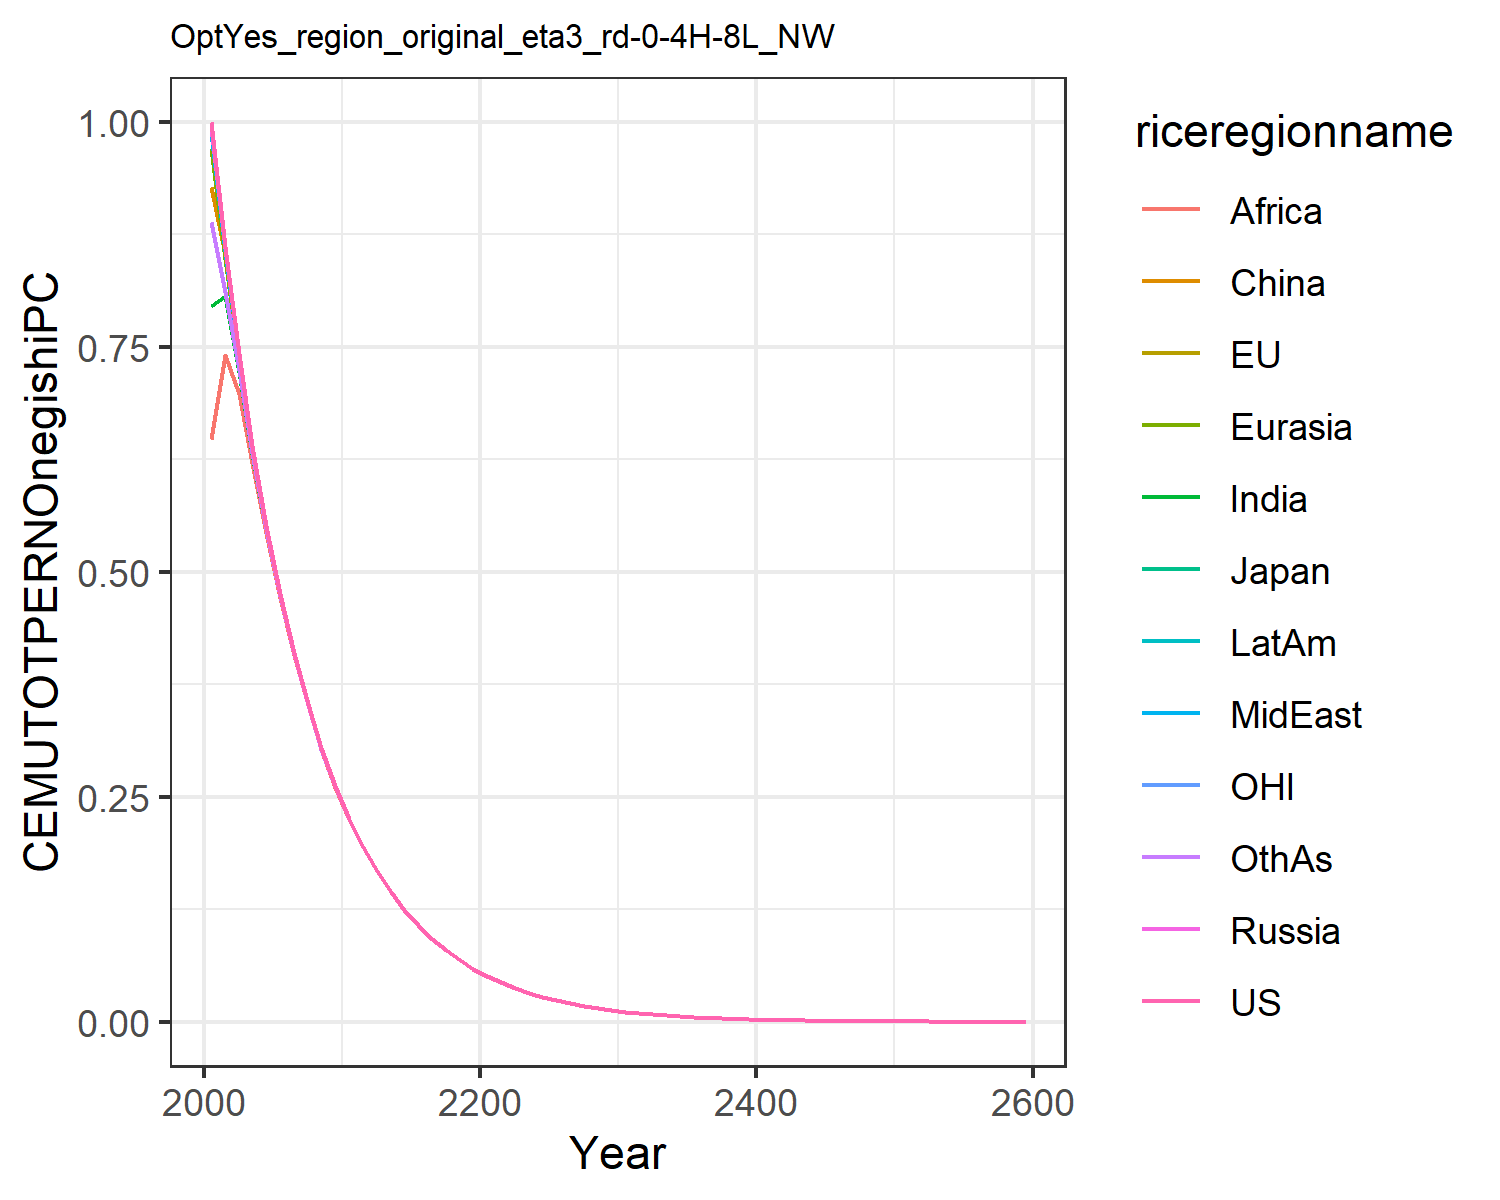 OptYes_region_original_eta3_rd-0-4H-8L_NW
CEMUTOTPERNOnegishiPC
1.00
0.75
0.50
0.25
0.00
2000
2200
2400
2600
Year
riceregionname
Africa
China
EU
Eurasia
India
Japan
LatAm
MidEast
OHI
OthAs
Russia
US